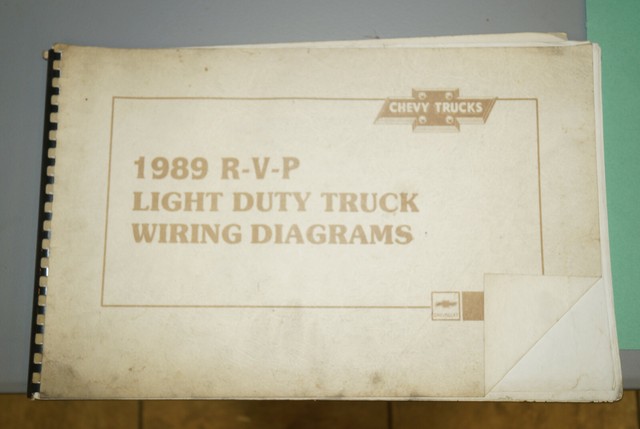 CHEVY TRUCKS
1989 R-V-P
LIGHT DUTY TRUCK
WIRING DIAGRAMS